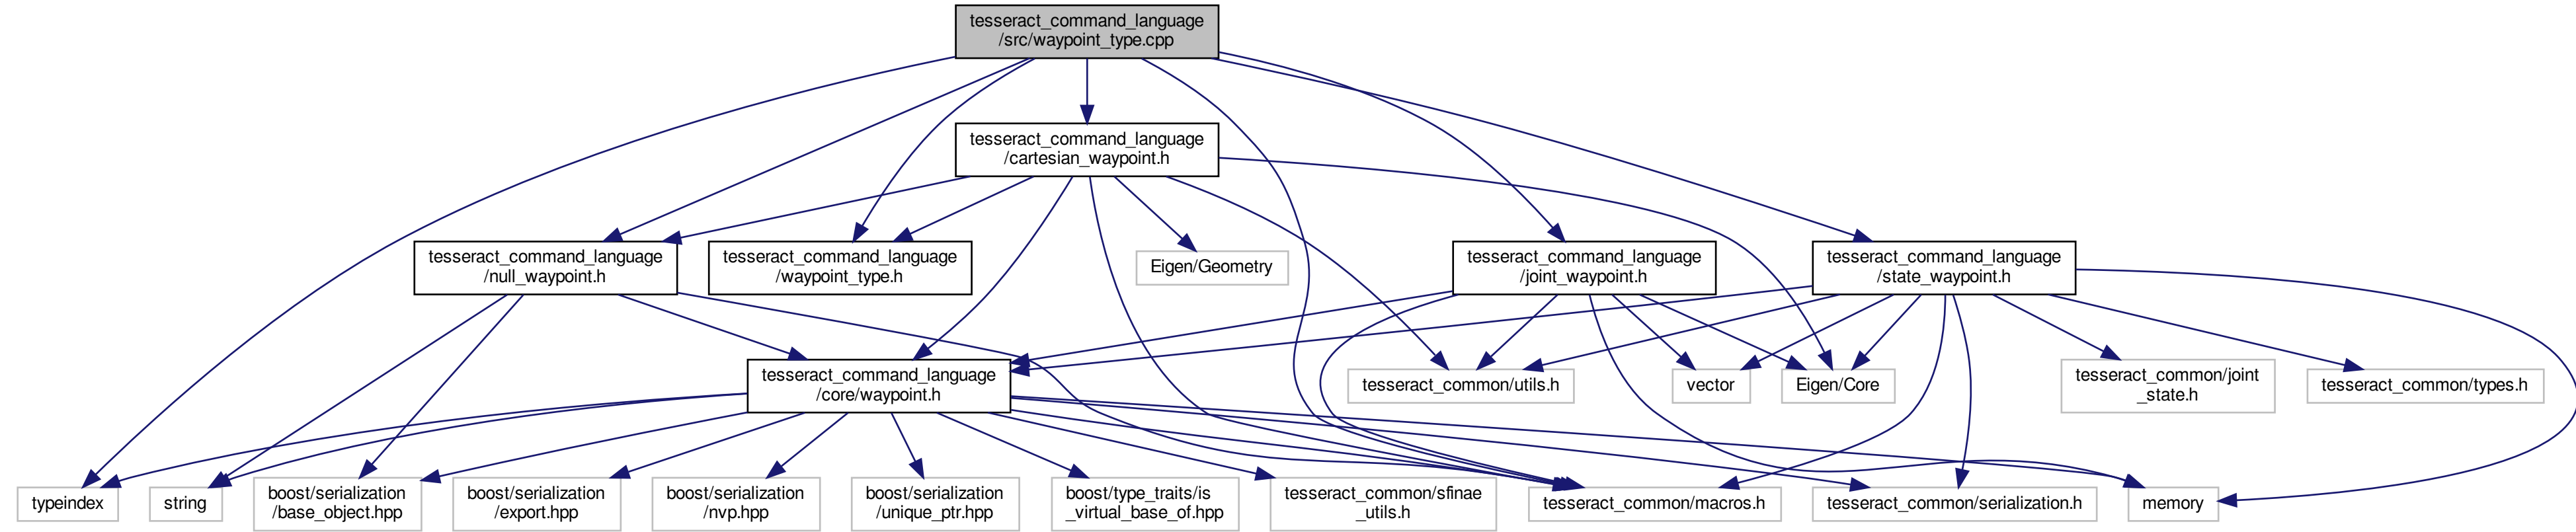 tesseract_command_language
/src/waypoint_type.cpp
tesseract_command_language
/cartesian_waypoint.h
tesseract_command_language
/null_waypoint.h
tesseract_command_language
/waypoint_type.h
Eigen/Geometry
tesseract_command_language
/joint_waypoint.h
tesseract_command_language
/state_waypoint.h
tesseract_command_language
/core/waypoint.h
tesseract_common/utils.h
vector
Eigen/Core
tesseract_common/joint
_state.h
tesseract_common/types.h
typeindex
string
boost/serialization
/base_object.hpp
boost/serialization
/export.hpp
boost/serialization
/nvp.hpp
boost/serialization
/unique_ptr.hpp
boost/type_traits/is
_virtual_base_of.hpp
tesseract_common/sfinae
_utils.h
tesseract_common/macros.h
tesseract_common/serialization.h
memory